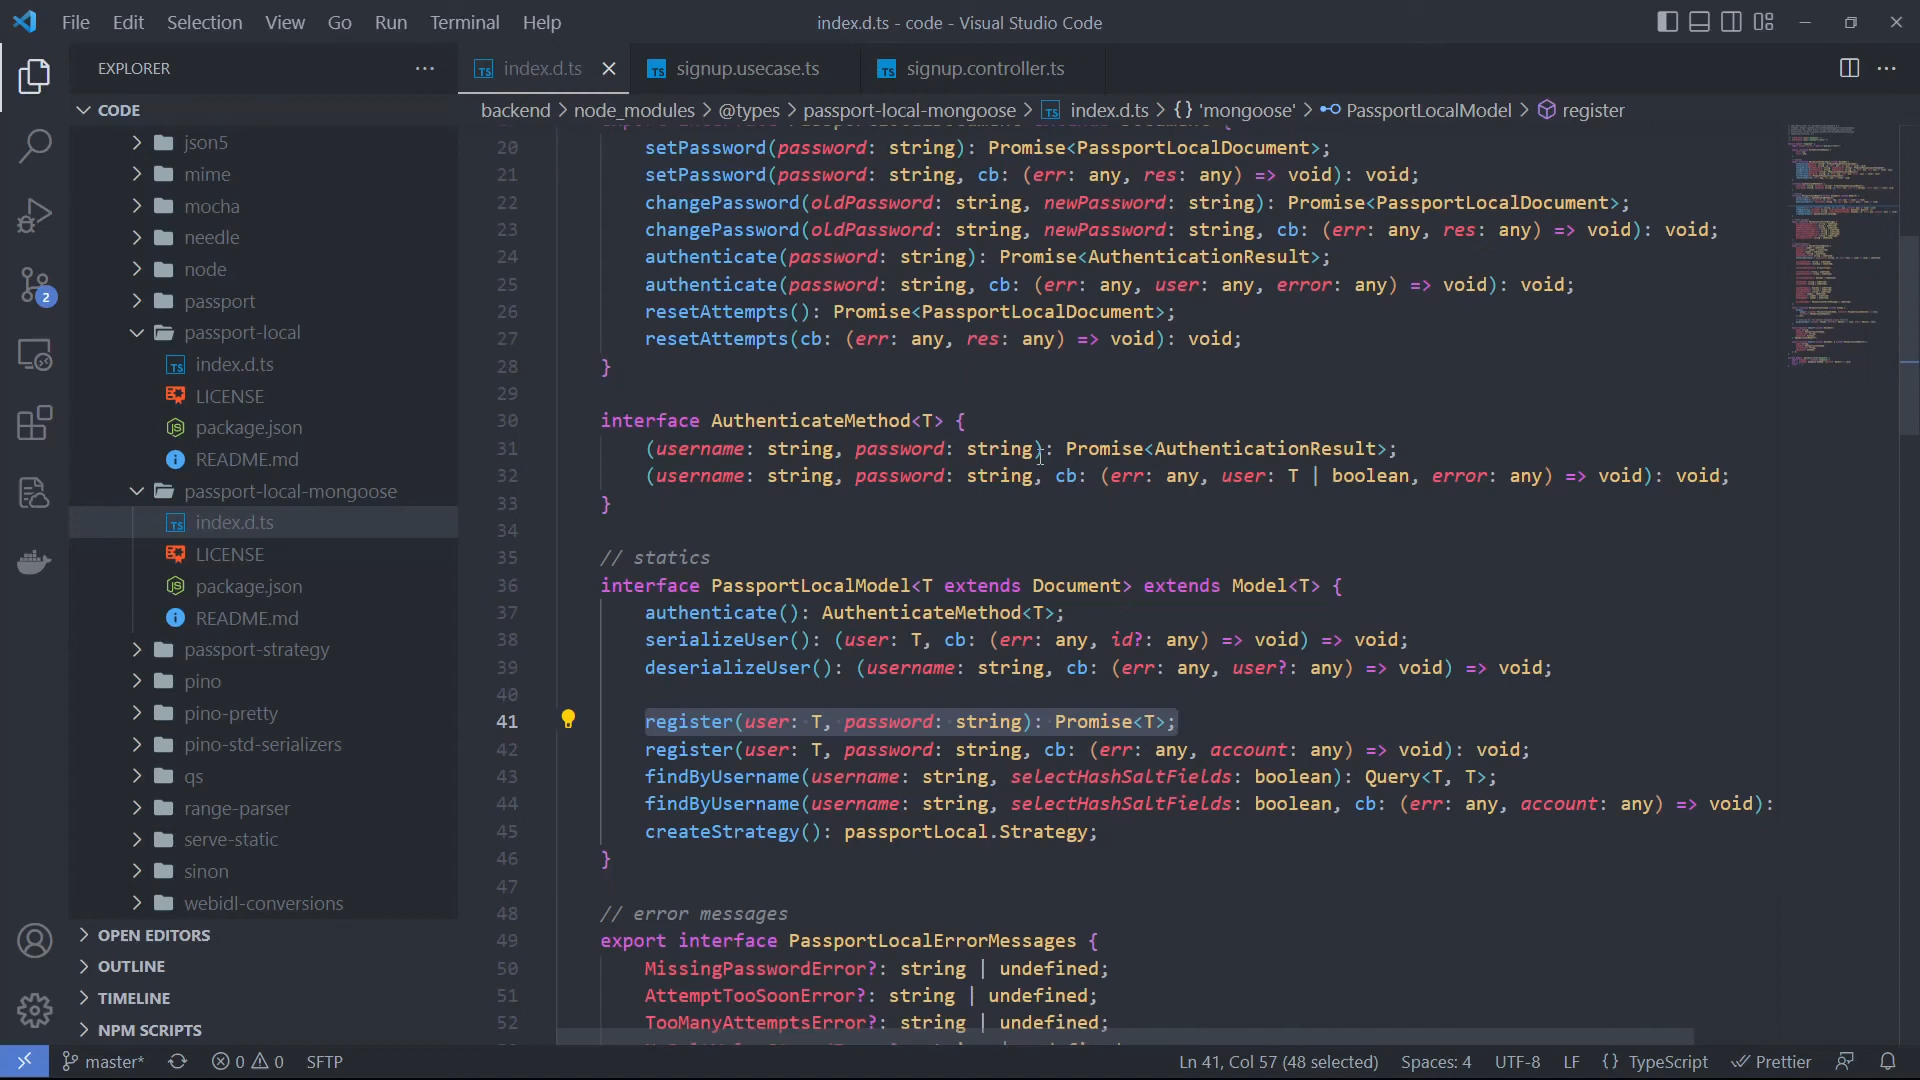 File Edit Selection View Go Run Terminal Help
index.d.ts - code - Visual Studio Code
EXPLORER
index.d.ts
signup.usecase.ts
signup.controller.ts
CODE
backend > node_modules > @types > passport-local-mongoose > index.d.ts > {} 'mongoose' > PassportLocalModel > register
json5
mime
mocha
needle
node
passport
passport-local
index.d.ts
LICENSE
package.json
README.md
passport-local-mongoose
index.d.ts
LICENSE
package.json
README.md
passport-strategy
pino
pino-pretty
pino-std-serializers
qs
range-parser
serve-static
sinon
webidl-conversions
OPEN EDITORS
OUTLINE
TIMELINE
NPM SCRIPTS
2
20 setPassword(password: string): Promise<PassportLocalDocument>;
21 setPassword(password: string, cb: (err: any, res: any) => void): void;
22 changePassword(oldPassword: string, newPassword: string): Promise<PassportLocalDocument>;
23 changePassword(oldPassword: string, newPassword: string, cb: (err: any, res: any) => void): void;
24 authenticate(password: string): Promise<AuthenticationResult>;
25 authenticate(password: string, cb: (err: any, user: any, error: any) => void): void;
26 resetAttempts(): Promise<PassportLocalDocument>;
27 resetAttempts(cb: (err: any, res: any) => void): void;
28 }
29
30 interface AuthenticateMethod<T> {
31 (username: string, password: string): Promise<AuthenticationResult>;
32 (username: string, password: string, cb: (err: any, user: T | boolean, error: any) => void): void;
33 }
34
35 // statics
36 interface PassportLocalModel<T extends Document> extends Model<T> {
37 authenticate(): AuthenticateMethod<T>;
38 serializeUser(): (user: T, cb: (err: any, id?: any) => void) => void;
39 deserializeUser(): (username: string, cb: (err: any, user?: any) => void) => void;
40
41 register(user: T, password: string): Promise<T>;
42 register(user: T, password: string, cb: (err: any, account: any) => void): void;
43 findByUsername(username: string, selectHashSaltFields: boolean): Query<T, T>;
44 findByUsername(username: string, selectHashSaltFields: boolean, cb: (err: any, account: any) => void):
45 createStrategy(): passportLocal.Strategy;
46 }
47
48 // error messages
49 export interface PassportLocalErrorMessages {
50 MissingPasswordError?: string | undefined;
51 AttemptTooSoonError?: string | undefined;
52 TooManyAttemptsError?: string | undefined;
master* 0 0 SFTP
Ln 41, Col 57 (48 selected) Spaces: 4 UTF-8 LF {} TypeScript Prettier